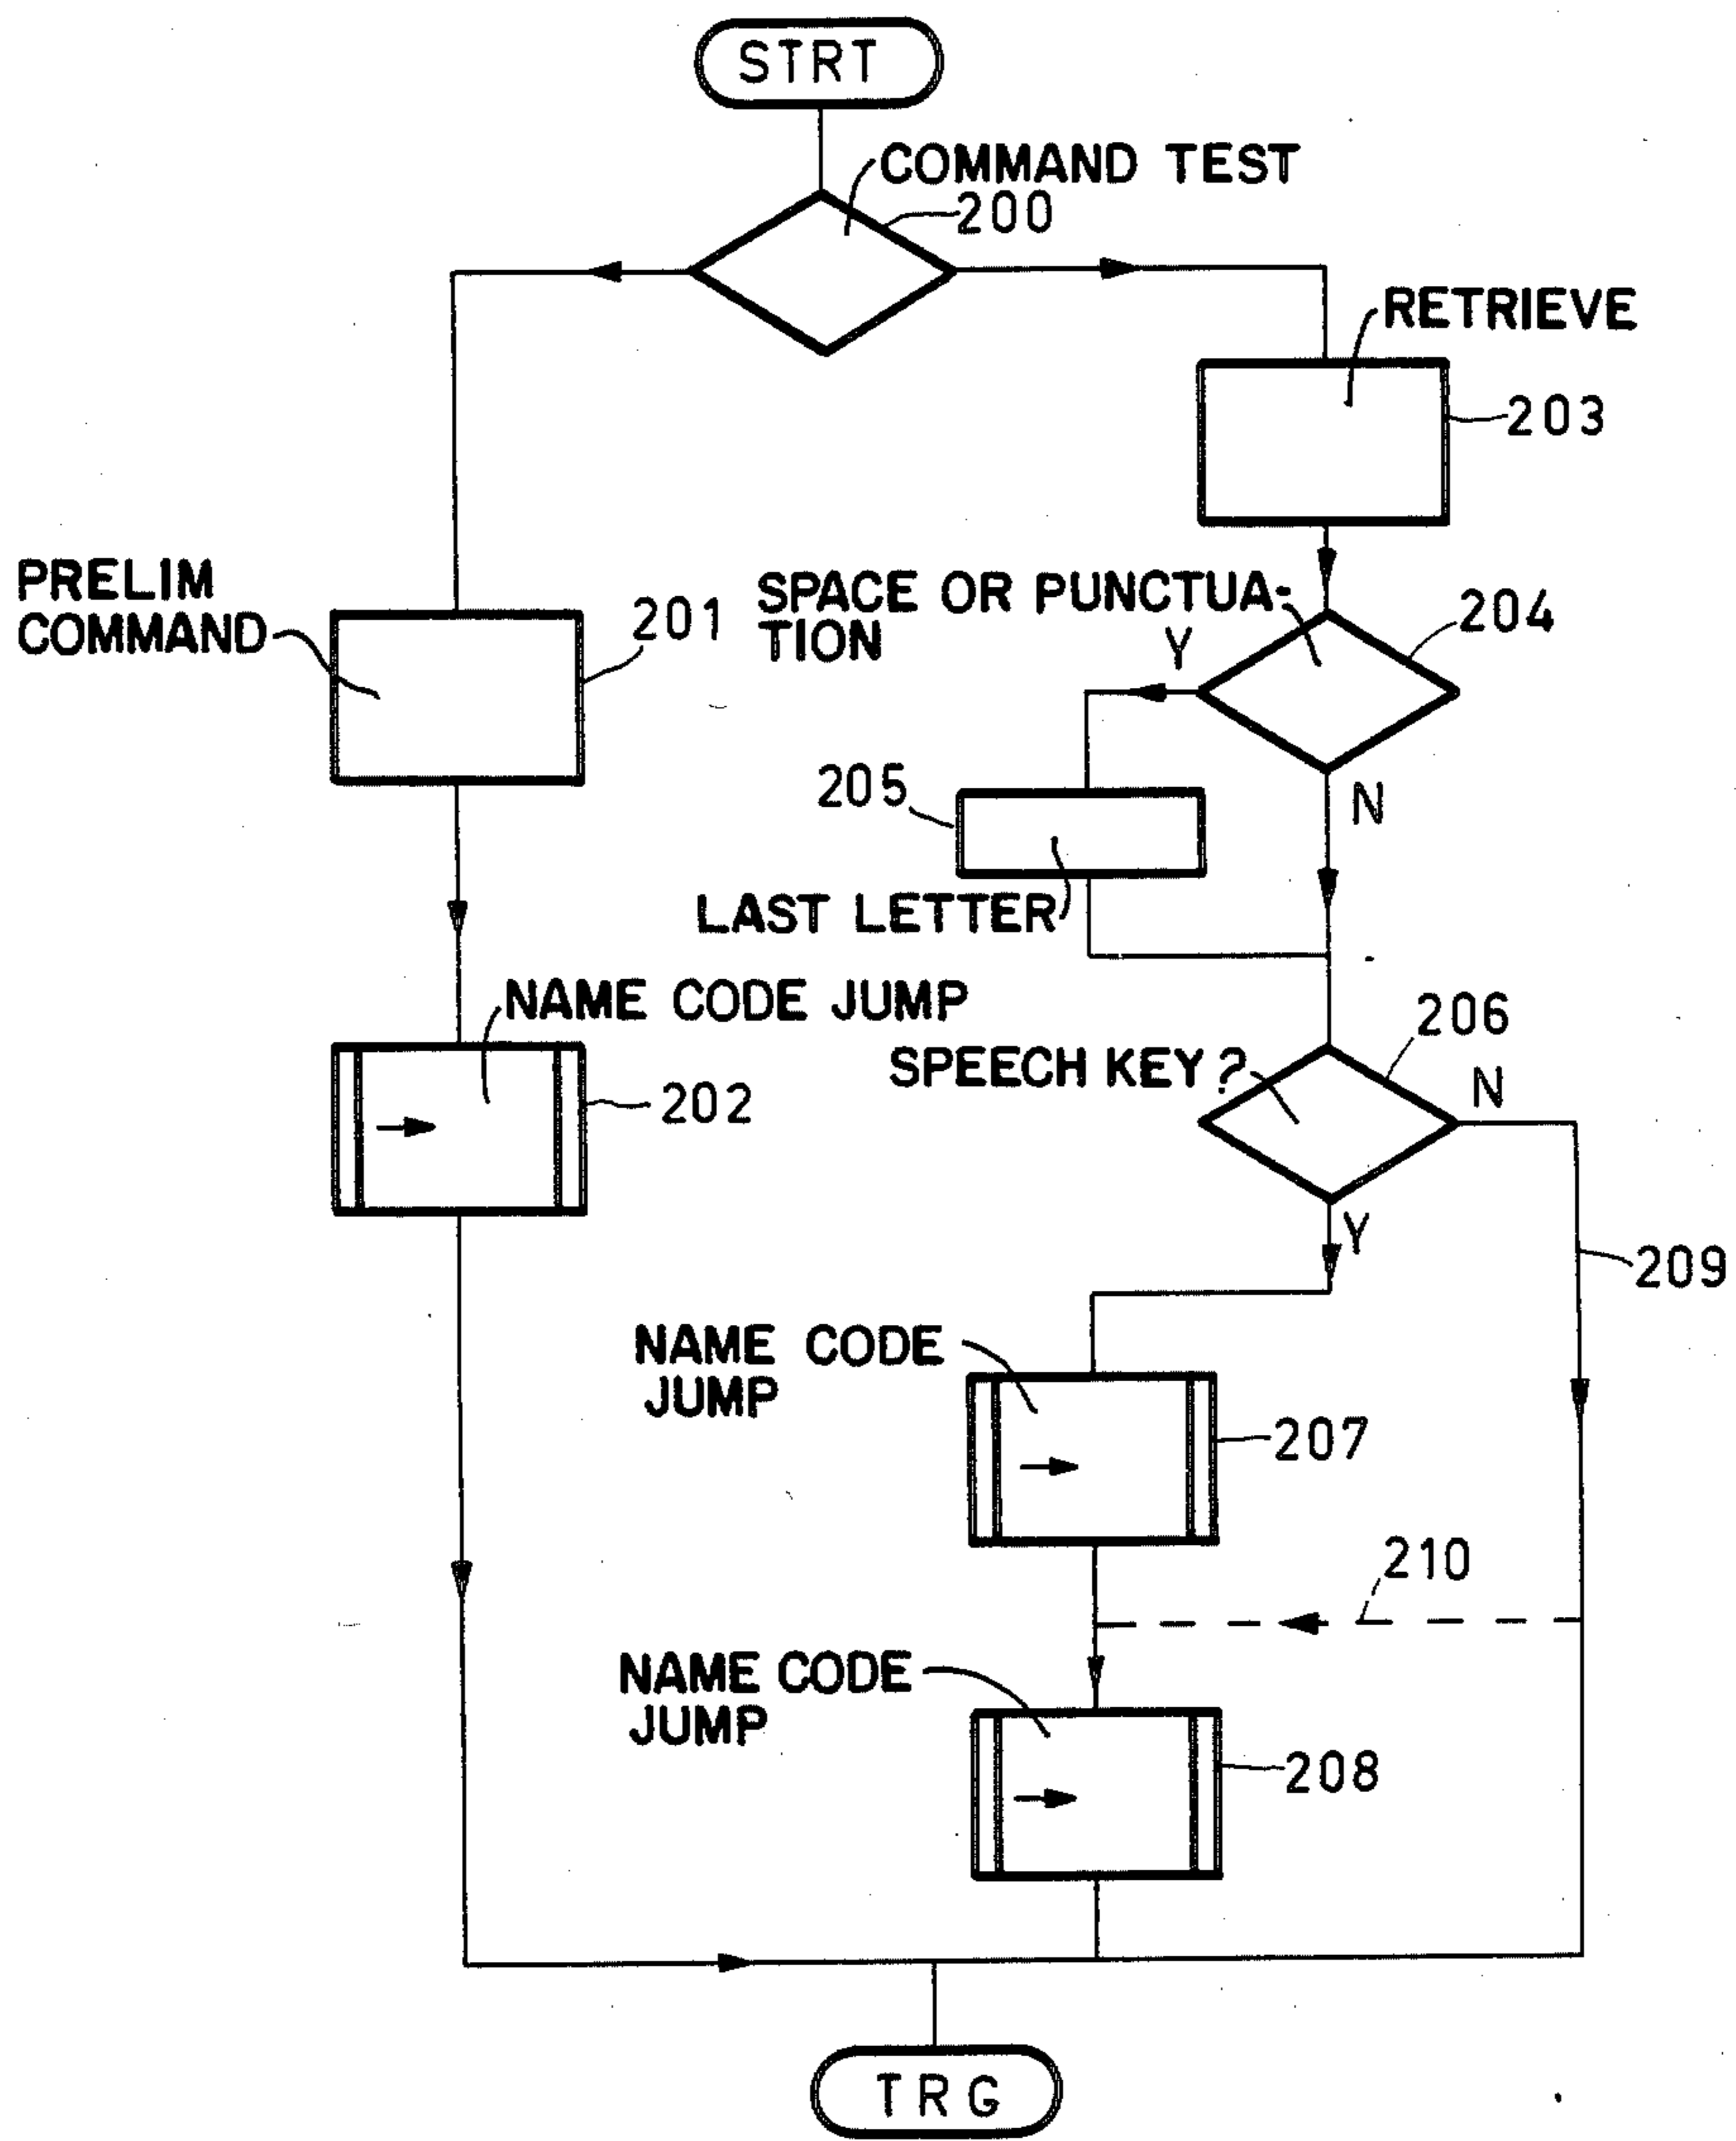 STRT
COMMAND TEST
200
RETRIEVE
203
PRELIM
COMMAND
201
SPACE OR PUNCTUA-
TION
Y
204
205
N
LAST LETTER
NAME CODE JUMP
202
SPEECH KEY?
206
N
Y
209
NAME CODE
JUMP
207
210
NAME CODE
JUMP
208
TRG